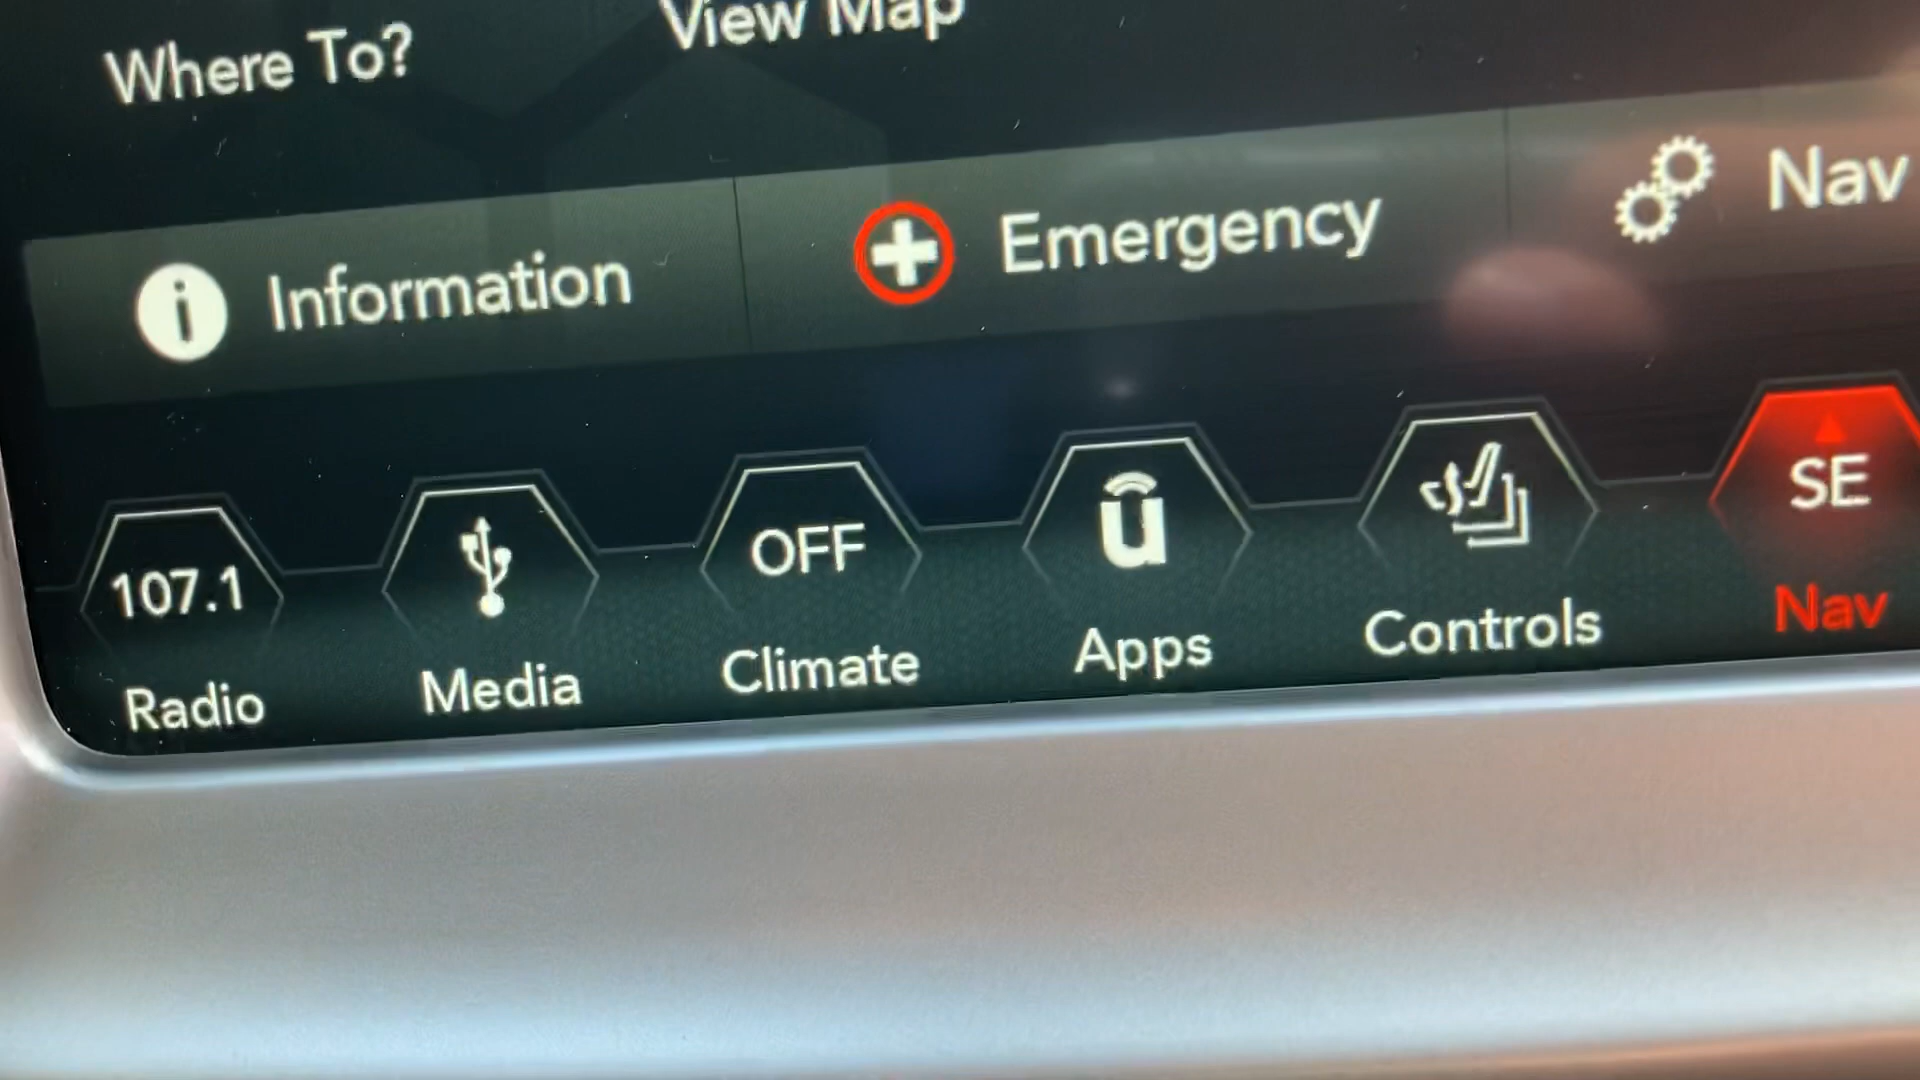 Where To?
View Map
Information
Emergency
Nav
107.1
OFF
u
SE
Radio
Media
Climate
Apps
Controls
Nav